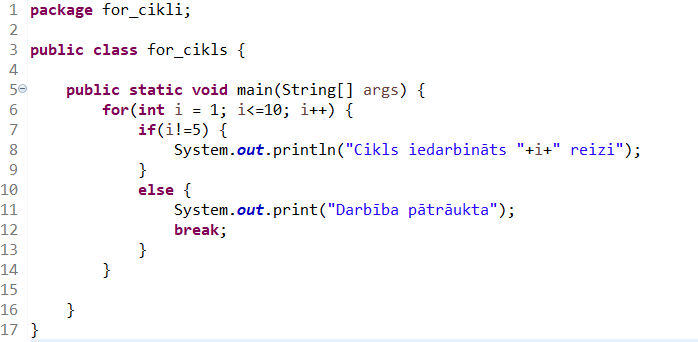 1 package for_cikli;
2
3 public class for_cikls {
4
5     public static void main(String[] args) {
6         for(int i = 1; i<=10; i++) {
7             if(i!=5) {
8                 System.out.println("Cikls iedarbināts "+i+" reizi");
9             }
10             else {
11                 System.out.print("Darbība pātrāukta");
12                 break;
13             }
14         }
15
16     }
17 }